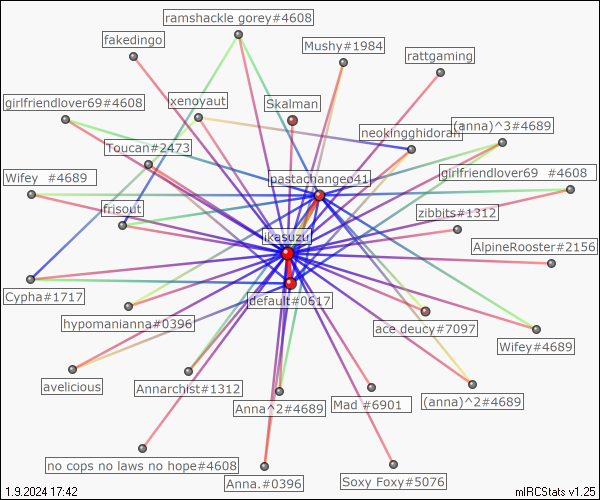 ramshackle gorey#4608
fakedingo
Mushy#1984
rattgaming
girlfriendlover69#4608
xenoyaut
Skalman
neokingghidorah
(anna)^3#4689
Toucan#2473
pastachangeo41
girlfriendlover69 #4608
Wifey #4689
frisout
zibbits#1312
ikasuzu
AlpineRooster#2156
Cypha#1717
default#0617
hypomanianna#0396
ace deucy#7097
Wifey#4689
avelicious
Annarchist#1312
Anna^2#4689
Mad #6901
(anna)^2#4689
no cops no laws no hope#4608
Anna.#0396
Soxy Foxy#5076
1.9.2024 17:42
mIRCStats v1.25